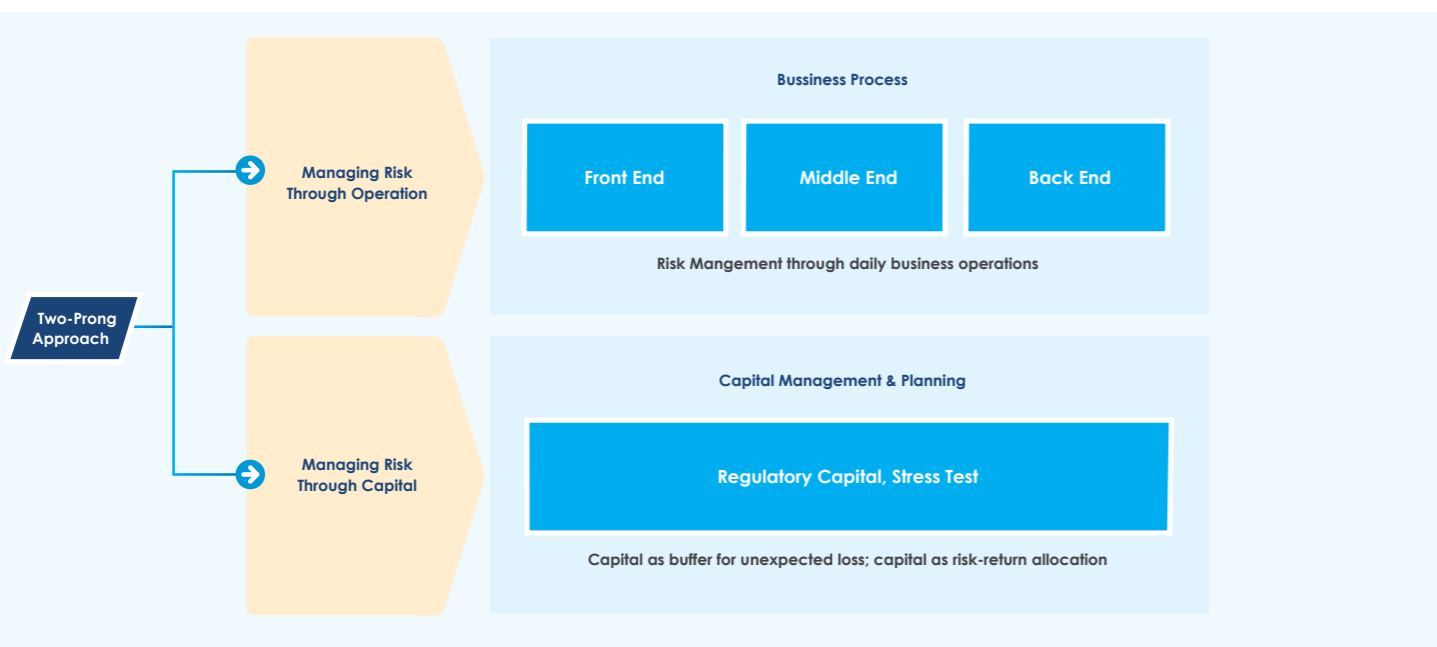 Two-Prong
Approach
Managing Risk
Through Operation
Bussiness Process
Front End
Middle End
Back End
Risk Mangement through daily business operations
Managing Risk
Through Capital
Capital Management & Planning
Regulatory Capital, Stress Test
Capital as buffer for unexpected loss; capital as risk-return allocation